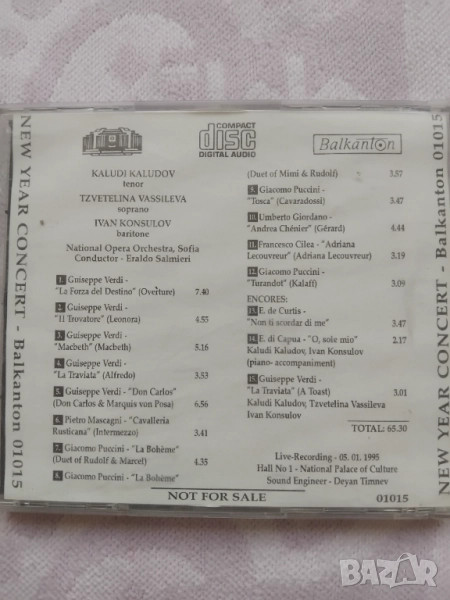 NEW YEAR CONCERT - Balkanton 01015
COMPACT
disc
DIGITAL AUDIO
Balkanton
KALUDI KALUDOV
tenor
TZVETELINA VASSILEVA
soprano
IVAN KONSULOV
baritone
National Opera Orchestra, Sofia
Conductor - Eraldo Salmieri
1. Guiseppe Verdi -
"La Forza del Destino" (Overture) 7.40
2. Guiseppe Verdi -
"Il Trovatore" (Leonora) 4.55
3. Guiseppe Verdi -
"Macbeth" (Macbeth) 5.16
4. Guiseppe Verdi -
"La Traviata" (Alfredo) 3.53
5. Guiseppe Verdi - "Don Carlos"
(Don Carlos & Marquis von Posa) 6.56
6. Pietro Mascagni - "Cavalleria
Rusticana" (Intermezzo) 3.41
7. Giacomo Puccini - "La Bohème"
(Duet of Rudolf & Marcel) 4.35
8. Giacomo Puccini - "La Bohème"
(Duet of Mimi & Rudolf) 3.57
9. Giacomo Puccini -
"Tosca" (Cavaradossi) 3.47
10. Umberto Giordano -
"Andrea Chénier" (Gérard) 4.44
11. Francesco Cilea - "Adriana
Lecouvreur" (Adriana Lecouvreur) 3.19
12. Giacomo Puccini -
"Turandot" (Kalaff) 3.09
ENCORES:
13. E. de Curtis -
"Non ti scordar di me" 3.47
14. E. di Capua - "O, sole mio" 2.17
Kaludi Kaludov, Ivan Konsulov
(piano- accompaniment)
15. Guiseppe Verdi -
"La Traviata" (A Toast) 3.01
Kaludi Kaludov, Tzvetelina Vassileva
Ivan Konsulov
TOTAL: 65.30
Live-Recording - 05. 01. 1995
Hall No 1 - National Palace of Culture
Sound Engineer - Deyan Timnev
NOT FOR SALE
01015
NEW YEAR CONCERT - Balkanton 01015
bazar